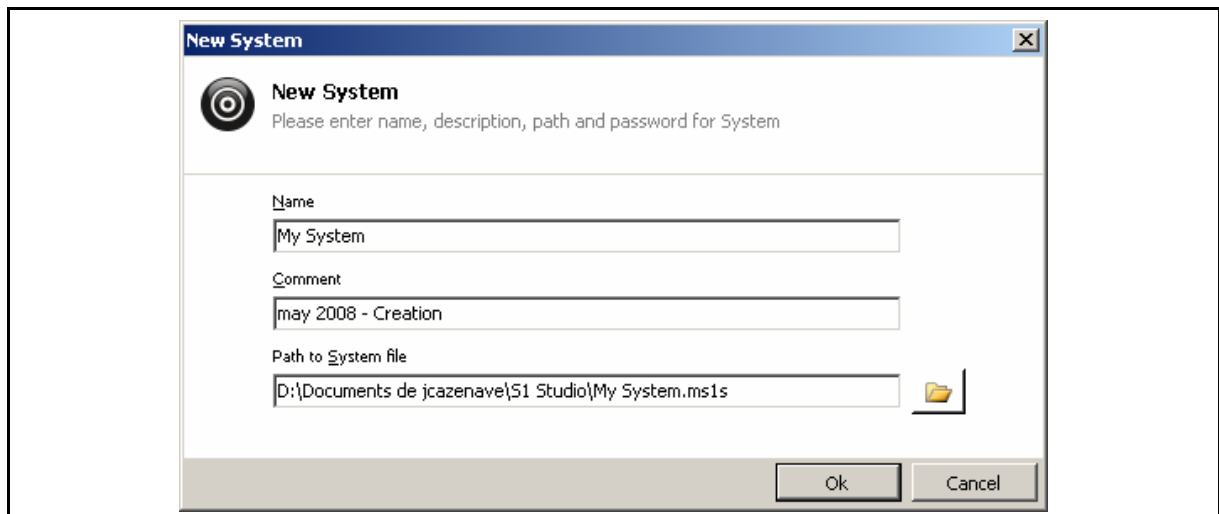 New System
New System
Please enter name, description, path and password for System
Name
My System
Comment
may 2008 - Creation
Path to System file
D:\Documents de jcazenave\S1 Studio\My System.ms1s
Ok Cancel